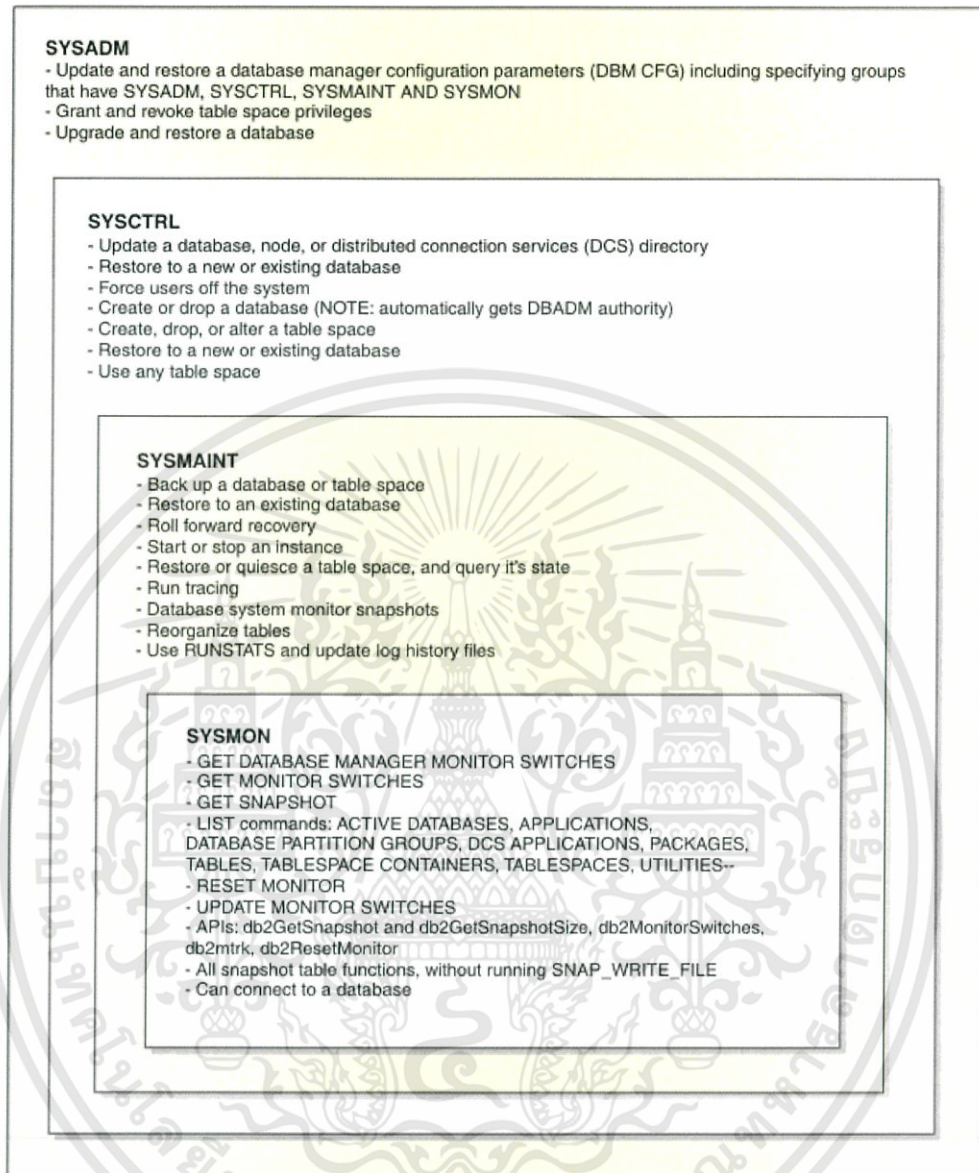 SYSADM
- Update and restore a database manager configuration parameters (DBM CFG) including specifying groups
that have SYSADM, SYSCTRL, SYSMAINT AND SYSMON
- Grant and revoke table space privileges
- Upgrade and restore a database
SYSCTRL
- Update a database, node, or distributed connection services (DCS) directory
- Restore to a new or existing database
- Force users off the system
- Create or drop a database (NOTE: automatically gets DBADM authority)
- Create, drop, or alter a table space
- Restore to a new or existing database
- Use any table space
SYSMAINT
- Back up a database or table space
- Restore to an existing database
- Roll forward recovery
- Start or stop an instance
- Restore or quiesce a table space, and query it's state
- Run tracing
- Database system monitor snapshots
- Reorganize tables
- Use RUNSTATS and update log history files
SYSMON
- GET DATABASE MANAGER MONITOR SWITCHES
- GET MONITOR SWITCHES
- GET SNAPSHOT
- LIST commands: ACTIVE DATABASES, APPLICATIONS,
DATABASE PARTITION GROUPS, DCS APPLICATIONS, PACKAGES,
TABLES, TABLESPACE CONTAINERS, TABLESPACES, UTILITIES--
- RESET MONITOR
- UPDATE MONITOR SWITCHES
- APIs: db2GetSnapshot and db2GetSnapshotSize, db2MonitorSwitches,
db2mtrk, db2ResetMonitor
- All snapshot table functions, without running SNAP_WRITE_FILE
- Can connect to a database